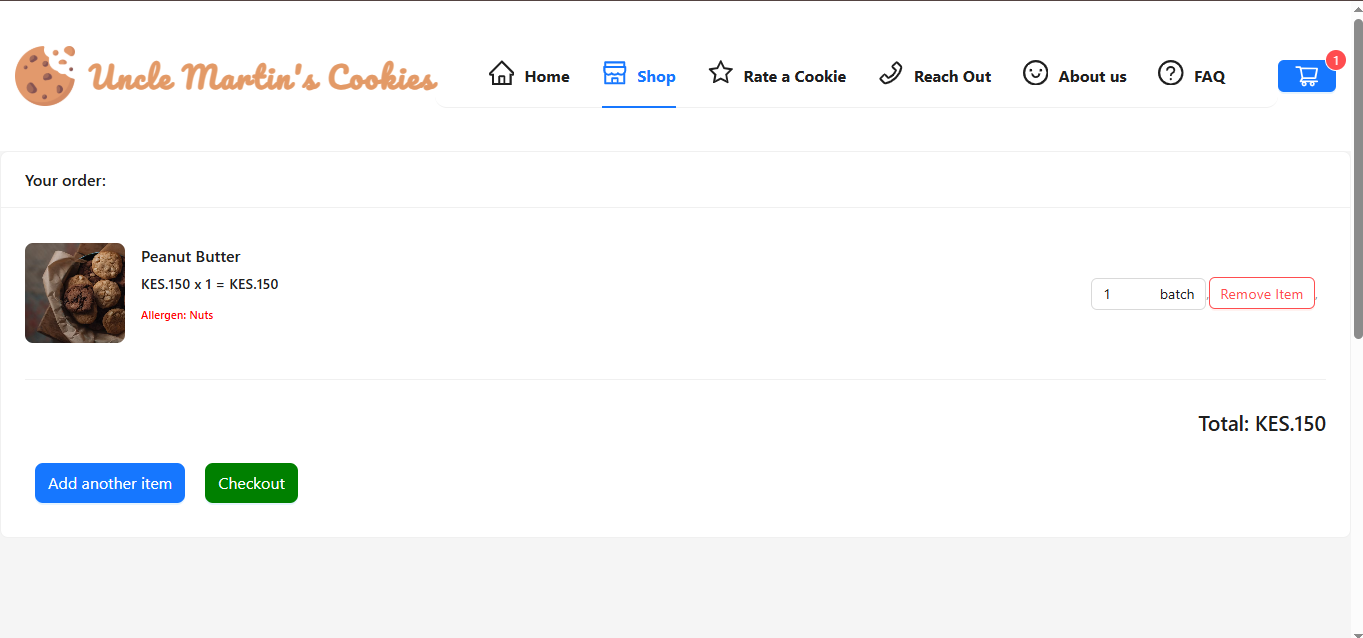 Uncle Martin's Cookies
Home
Shop
Rate a Cookie
Reach Out
About us
FAQ
1
Your order:
Peanut Butter
KES.150 x 1 = KES.150
Allergen: Nuts
1 batch , Remove Item ,
Total: KES.150
Add another item
Checkout